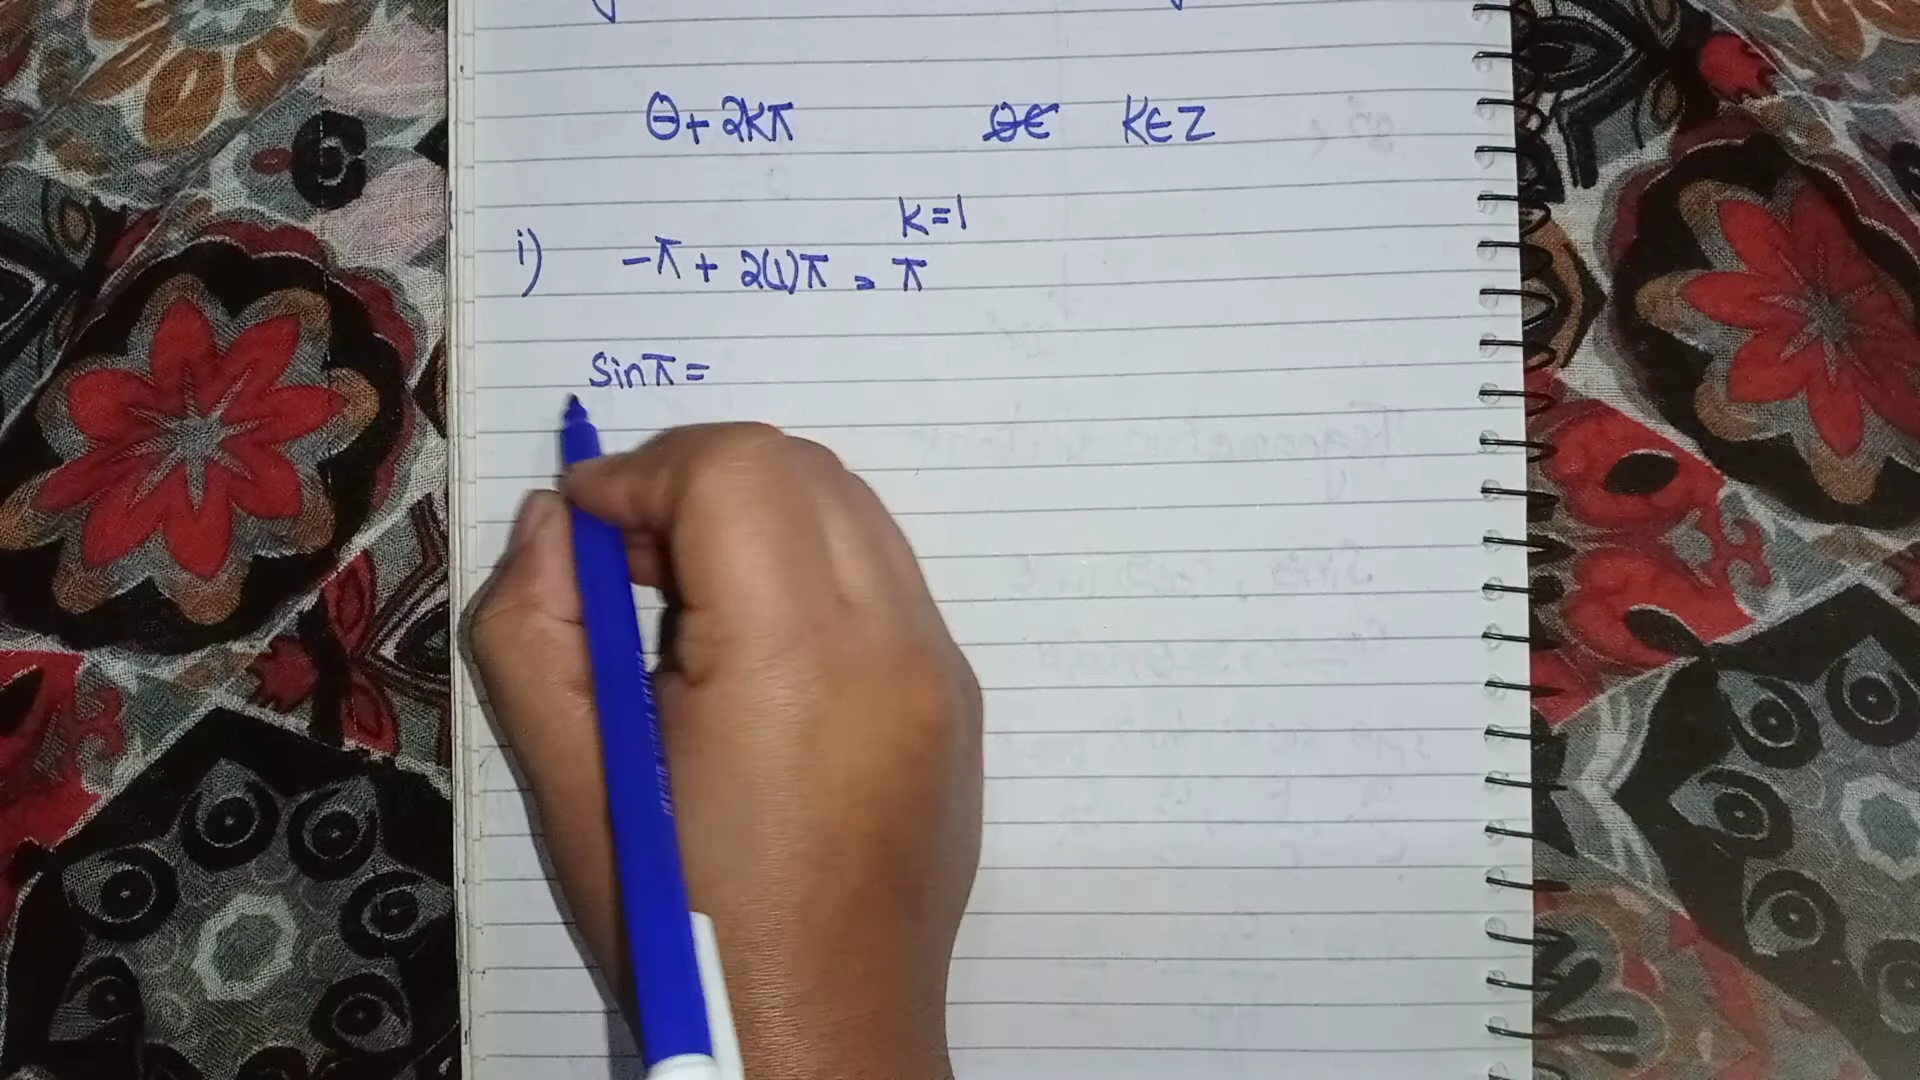 θ+2kπ θ∈ k∈Z
k=1
i) -π + 2(1)π = π
sinπ=